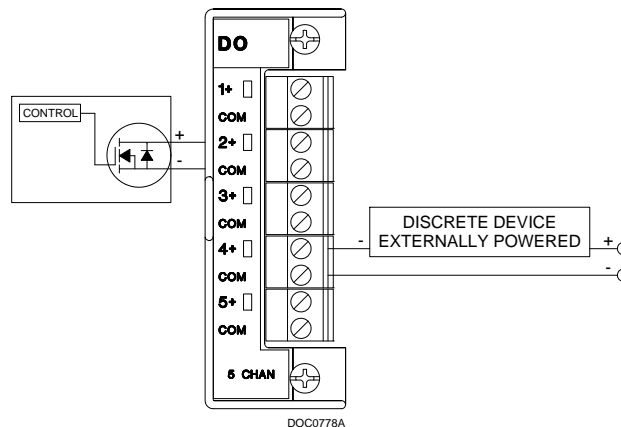 DO
1+
COM
CONTROL
+
2+
-
COM
3+
COM
DISCRETE DEVICE
EXTERNALLY POWERED
4+
-
+
COM
-
5+
COM
5 CHAN
DOC0778A